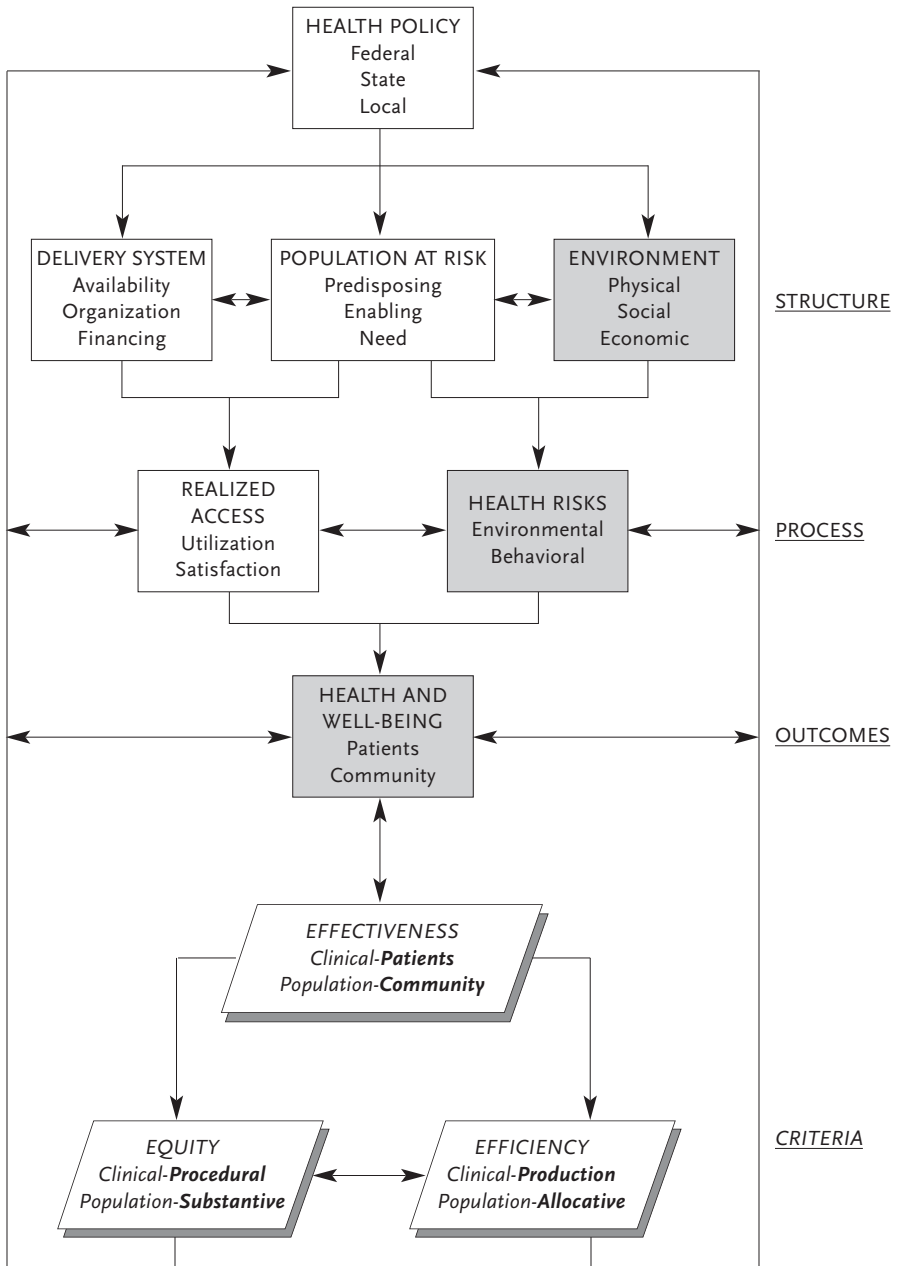 HEALTH POLICY
Federal
State
Local
DELIVERY SYSTEM
Availability
Organization
Financing
POPULATION AT RISK
Predisposing
Enabling
Need
ENVIRONMENT
Physical
Social
Economic
STRUCTURE
REALIZED
ACCESS
Utilization
Satisfaction
HEALTH RISKS
Environmental
Behavioral
PROCESS
HEALTH AND
WELL-BEING
Patients
Community
OUTCOMES
EFFECTIVENESS
Clinical-Patients
Population-Community
EQUITY
Clinical-Procedural
Population-Substantive
EFFICIENCY
Clinical-Production
Population-Allocative
CRITERIA